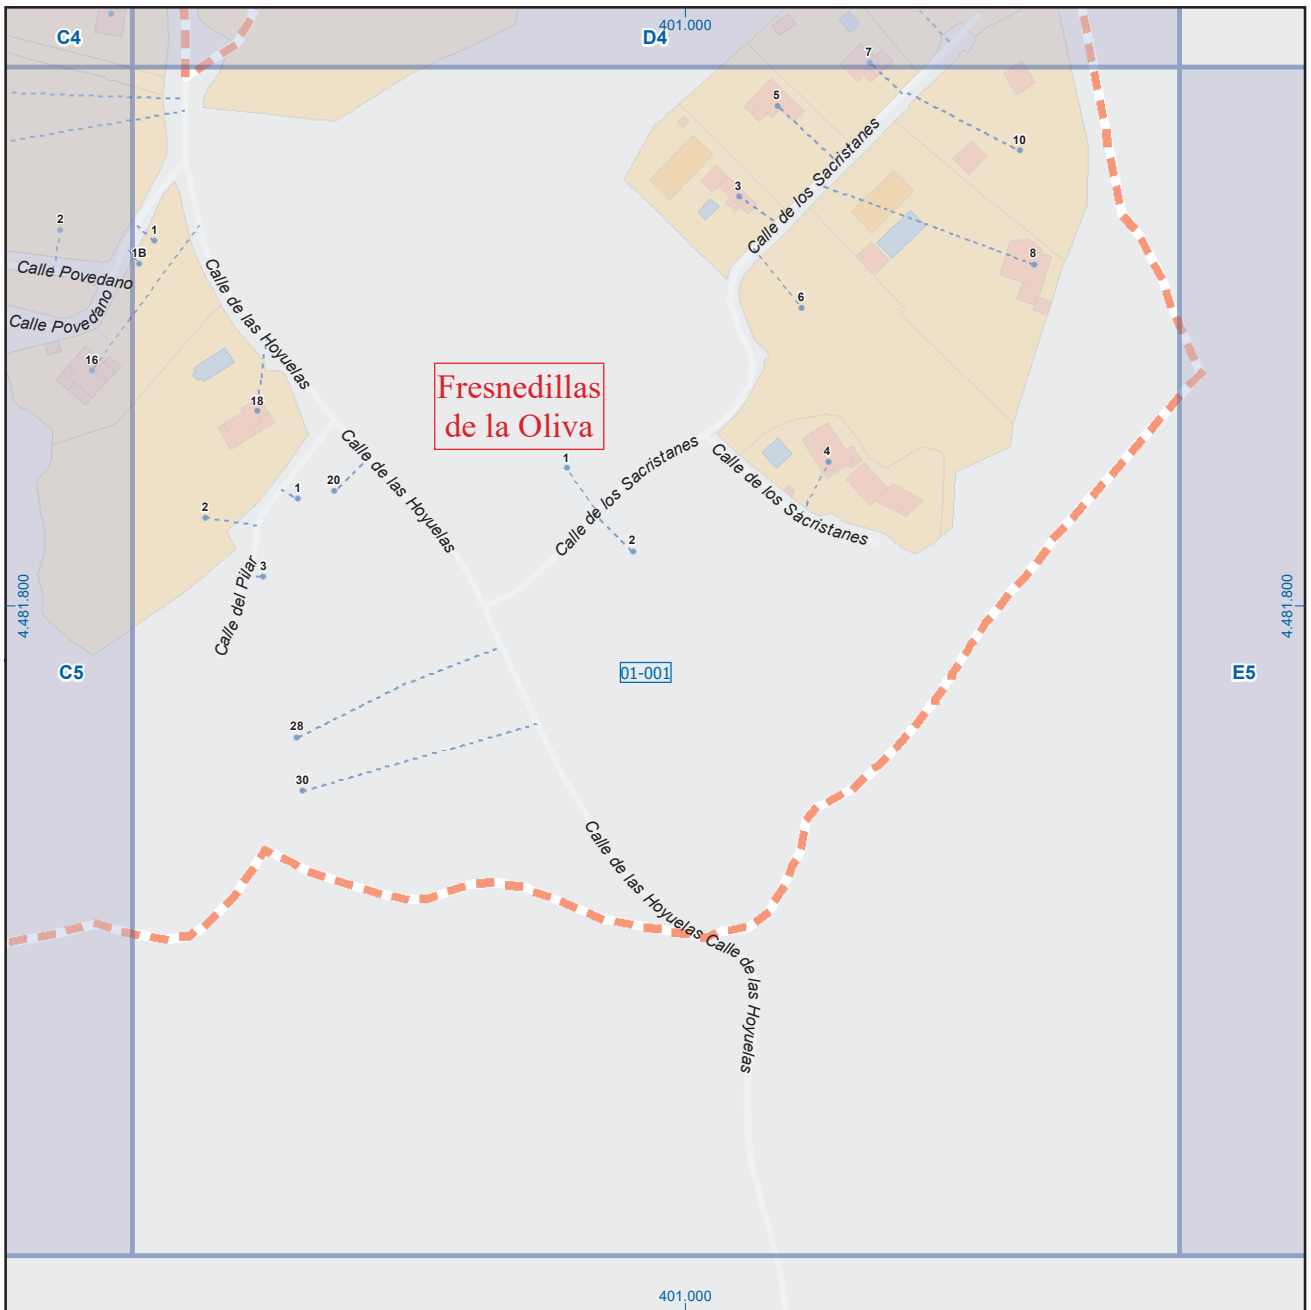 401.000
C4
D4
7
5
10
Calle de los Sacristanes
3
2
1
1B
8
Calle Povedano
Calle Povedano
Calle de las Hoyuelas
6
16
18
Fresnedillas
de la Oliva
Calle de las Hoyuelas
Calle de los Sacristanes
Calle de los Sacristanes
4
1
20
1
2
2
3
Calle del Pilar
4.481.800
4.481.800
C5
01-001
E5
28
30
Calle de las Hoyuelas
Calle de las Hoyuelas
401.000